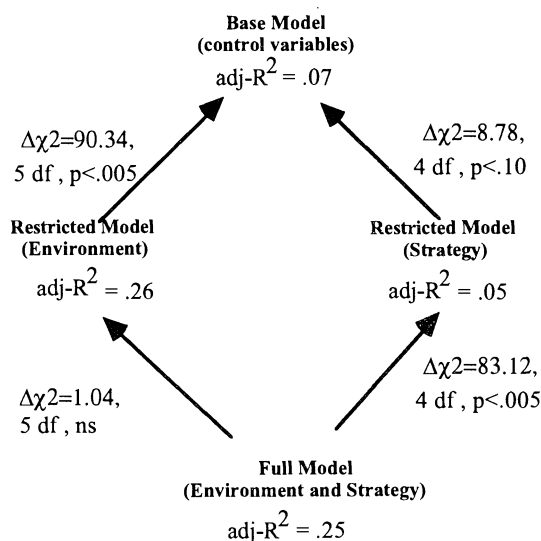 Base Model
(control variables)
adj-R2 = .07
Δχ2=90.34,
5 df , p<.005
Δχ2=8.78,
4 df , p<.10
Restricted Model
(Environment)
adj-R2 = .26
Restricted Model
(Strategy)
adj-R2 = .05
Δχ2=1.04,
5 df , ns
Δχ2=83.12,
4 df , p<.005
Full Model
(Environment and Strategy)
adj-R2 = .25